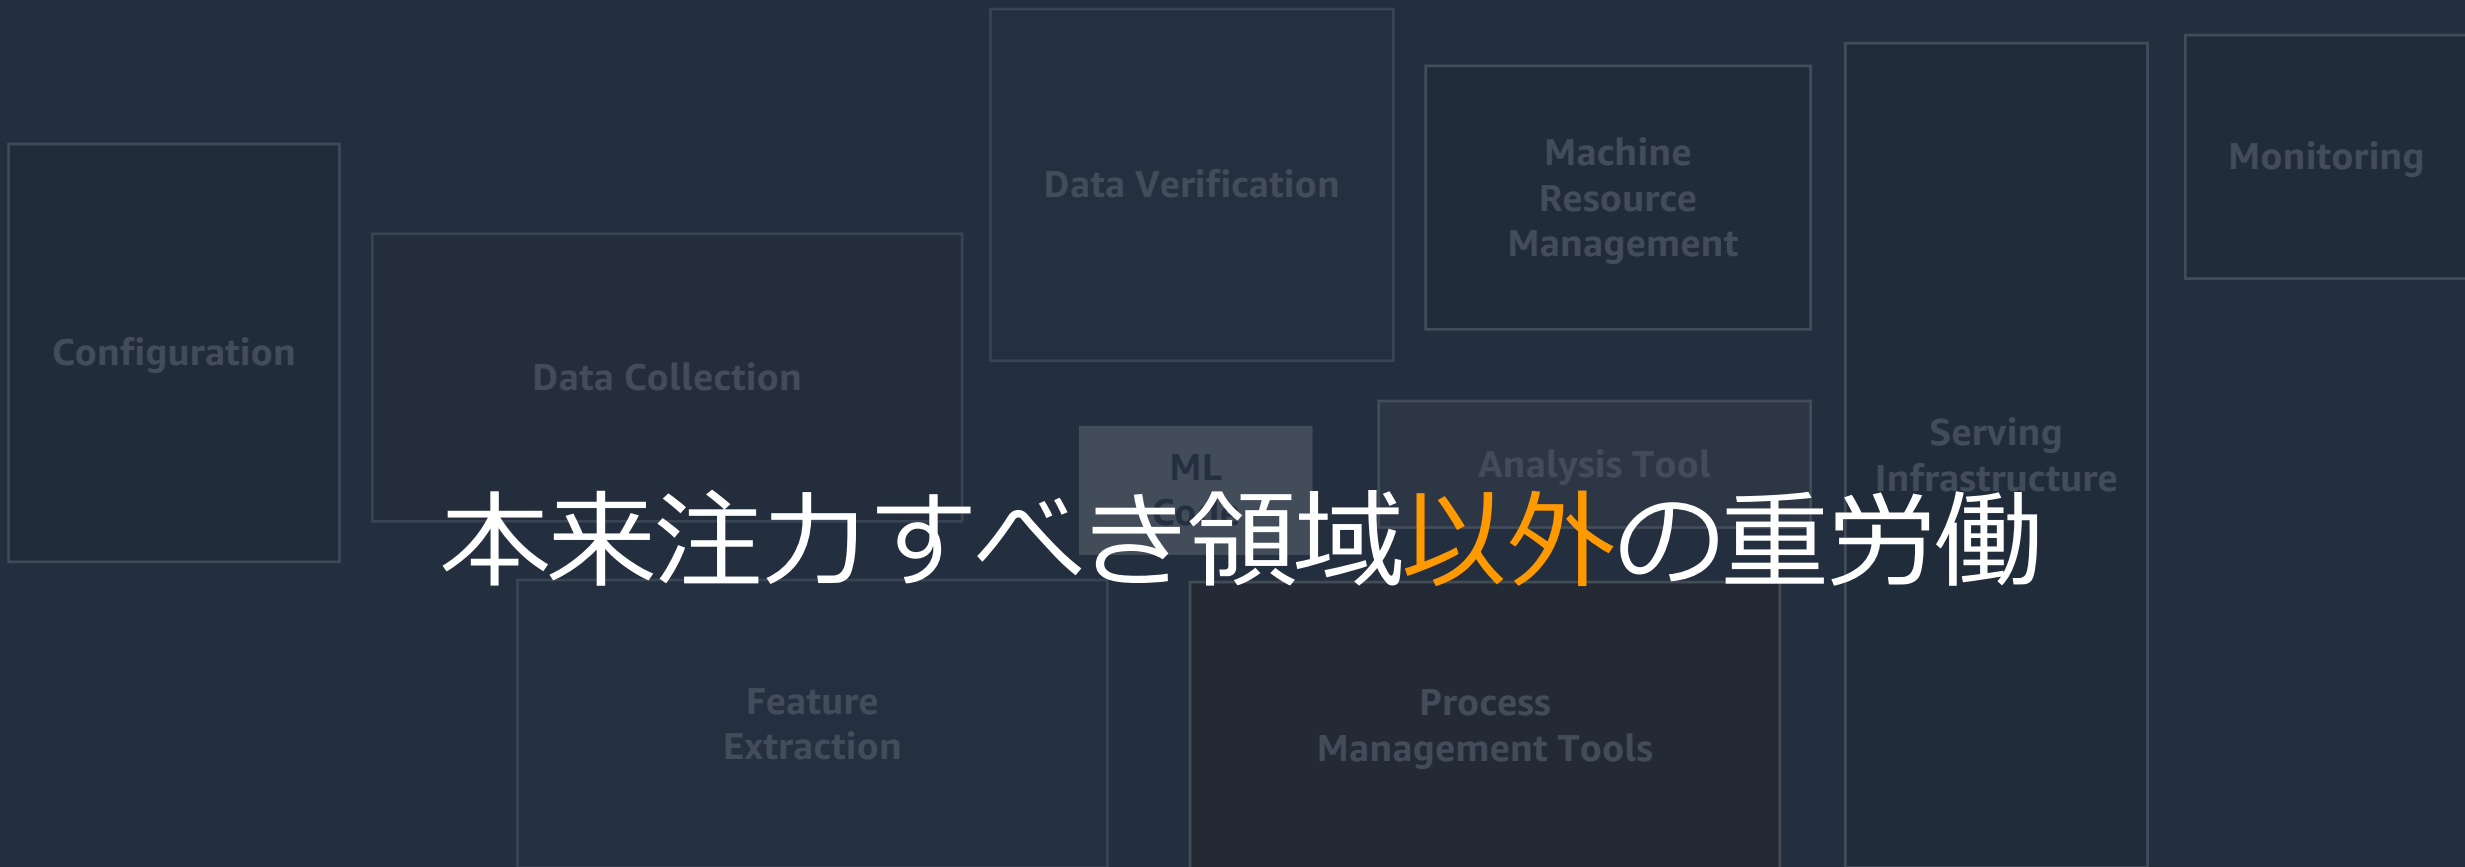 Data Verification
Machine
Resource
Management
Monitoring
Configuration
Data Collection
ML
Analysis Tool
Serving
Infrastructure
本来注力すべき領域以外の重労働
Feature
Extraction
Process
Management Tools